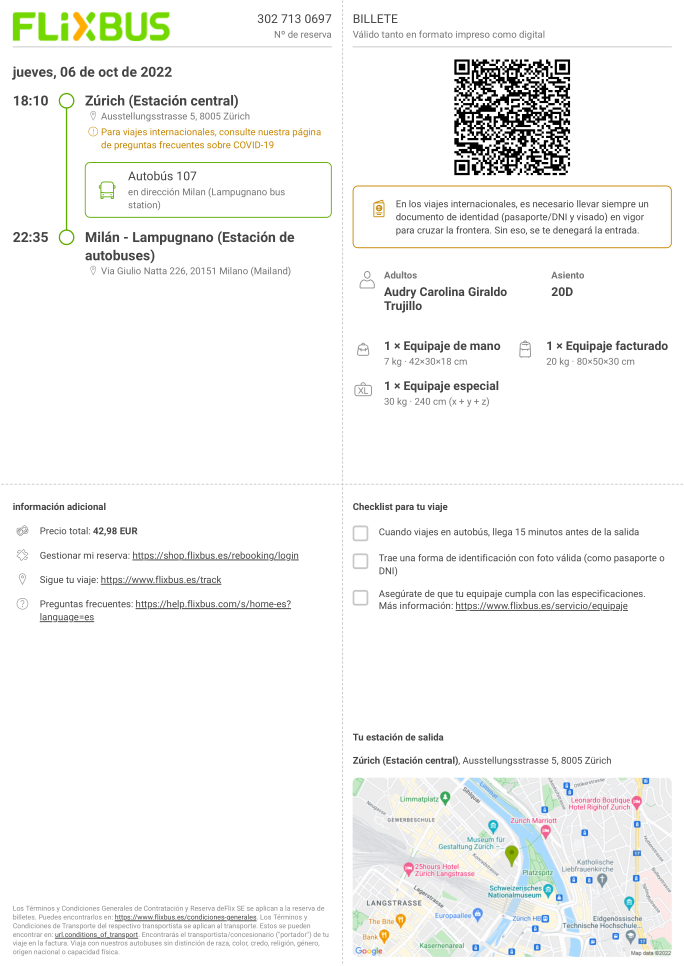 FLiXBUS
302 713 0697
Nº de reserva
jueves, 06 de oct de 2022
18:10
Zúrich (Estación central)
Ausstellungsstrasse 5, 8005 Zürich
Para viajes internacionales, consulte nuestra página
de preguntas frecuentes sobre COVID-19
Autobús 107
en dirección Milan (Lampugnano bus
station)
22:35
Milán - Lampugnano (Estación de
autobuses)
Via Giulio Natta 226, 20151 Milano (Mailand)
BILLETE
Válido tanto en formato impreso como digital
En los viajes internacionales, es necesario llevar siempre un
documento de identidad (pasaporte/DNI y visado) en vigor
para cruzar la frontera. Sin eso, se te denegará la entrada.
Adultos
Asiento
Audry Carolina Giraldo
Trujillo
20D
1 × Equipaje de mano
7 kg · 42×30×18 cm
1 × Equipaje facturado
20 kg · 80×50×30 cm
XL
1 × Equipaje especial
30 kg · 240 cm (x + y + z)
información adicional
Precio total: 42,98 EUR
Gestionar mi reserva: https://shop.flixbus.es/rebooking/login
Sigue tu viaje: https://www.flixbus.es/track
Preguntas frecuentes: https://help.flixbus.com/s/home-es?
language=es
Los Términos y Condiciones Generales de Contratación y Reserva deFlix SE se aplican a la reserva de
billetes. Puedes encontrarlos en: https://www.flixbus.es/condiciones-generales. Los Términos y
Condiciones de Transporte del respectivo transportista se aplican al transporte. Estos se pueden
encontrar en: url.conditions_of_transport. Encontrarás el transportista/concesionario ("portador") de tu
viaje en la factura. Viaja con nuestros autobuses sin distinción de raza, color, credo, religión, género,
origen nacional o capacidad física.
Checklist para tu viaje
Cuando viajes en autobús, llega 15 minutos antes de la salida
Trae una forma de identificación con foto válida (como pasaporte o
DNI)
Asegúrate de que tu equipaje cumpla con las especificaciones.
Más información: https://www.flixbus.es/servicio/equipaje
Tu estación de salida
Zúrich (Estación central), Ausstellungsstrasse 5, 8005 Zürich
Limmatplatz
Sihlquai
Limmat
Leonardo Boutique
Hotel Rigihof Zurich
GEWERBESCHULE
Zürich Marriott
Museum für
Gestaltung Zürich –...
Konradstrasse
25hours Hotel
Zürich Langstrasse
Platzspitz
Katholische
Liebfrauenkirche
Lagerstrasse
Schweizerisches
Nationalmuseum
LANGSTRASSE
Europaallee
Zürich HB
The Bite
Eidgenössische
Technische Hochschule...
Bank
Kasernenareal
Google
Map data ©2022